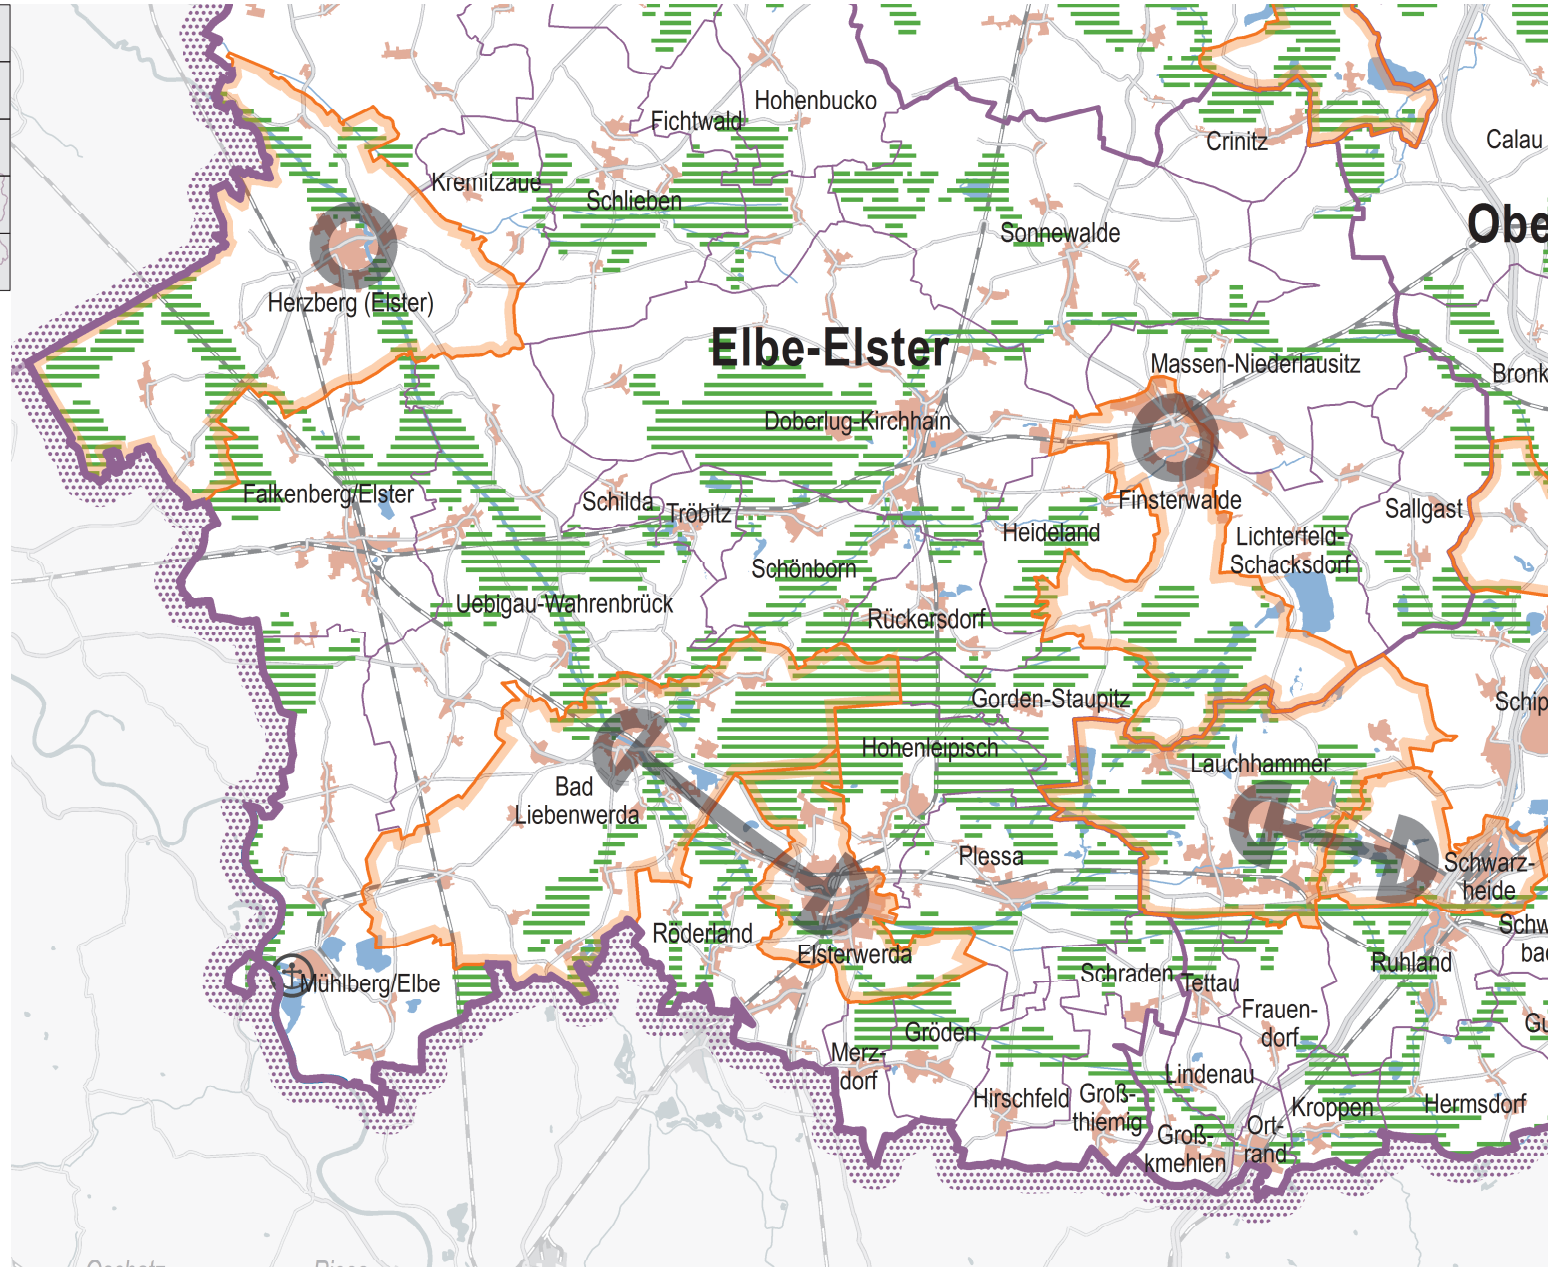 Hohenbucko
Fichtwald
Crinitz
Calau
Kremitzaue
Schlieben
Sonnewalde
Obe
Herzberg (Elster)
Elbe-Elster
Massen-Niederlausitz
Bronk
Doberlug-Kirchhain
Falkenberg/Elster
Schilda
Tröbitz
Finsterwalde
Sallgast
Heideland
Lichterfeld-
Schacksdorf
Schönborn
Uebigau-Wahrenbrück
Rückersdorf
Gorden-Staupitz
Schip
Hohenleipisch
Lauchhammer
Bad
Liebenwerda
Plessa
Schwarz-
heide
Röderland
Elsterwerda
Schw
bac
Ruhland
Mühlberg/Elbe
Schraden
Tettau
Frauen-
dorf
Gröden
Gu
Merz-
dorf
Lindenau
Hirschfeld
Groß-
thiemig
Kroppen
Hermsdorf
Groß-
kmehlen
Ort-
rand